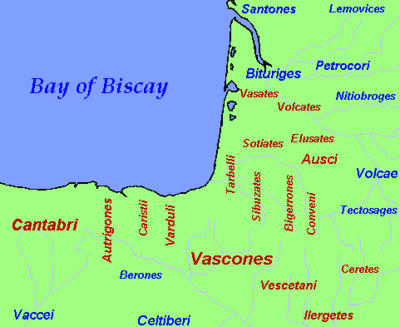 Santones
Lemovices
Petrocori
Bituriges
Bay of Biscay
Vasates
Nitiobroges
Volcates
Elusates
Sotiates
Ausci
Volcae
Tarbelli
Sibuzates
Bigerrones
Conveni
Tectosages
Cantabri
Autrigones
Caristii
Varduli
Vascones
Berones
Ceretes
Vescetani
Vaccei
Celtiberi
Ilergetes